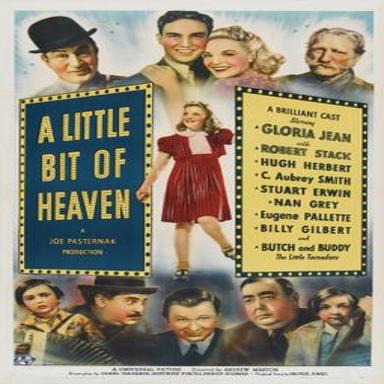 A LITTLE
BIT OF
HEAVEN
A
JOE PASTERNAK
PRODUCTION
A BRILLIANT CAST
Starring
GLORIA JEAN
with
ROBERT STACK
HUGH HERBERT
C. Aubrey SMITH
STUART ERWIN
NAN GREY
Eugene PALLETTE
BILLY GILBERT
and
BUTCH and BUDDY
The Little Tornadoes
A UNIVERSAL PICTURE Directed by ANDREW MARTON